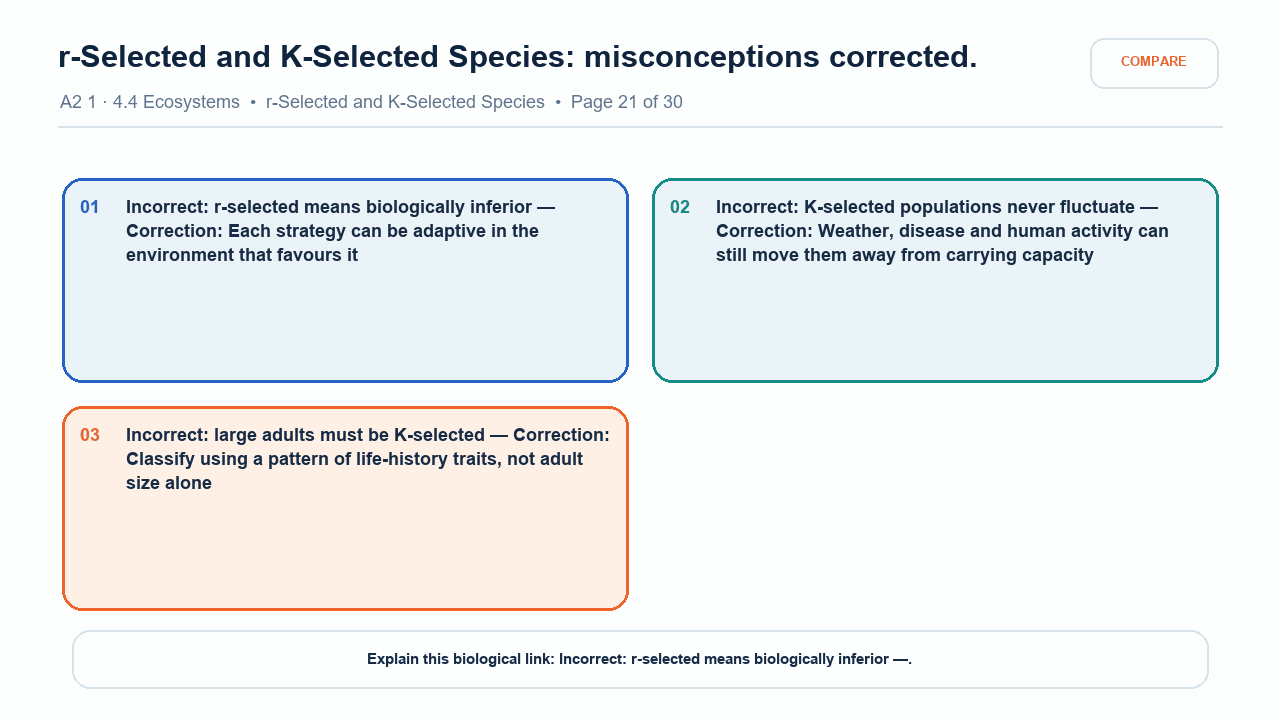 r-Selected and K-Selected Species: misconceptions corrected.
COMPARE
A2 1 · 4.4 Ecosystems • r-Selected and K-Selected Species • Page 21 of 30
01
Incorrect: r-selected means biologically inferior —
Correction: Each strategy can be adaptive in the
environment that favours it
02
Incorrect: K-selected populations never fluctuate —
Correction: Weather, disease and human activity can
still move them away from carrying capacity
03
Incorrect: large adults must be K-selected — Correction:
Classify using a pattern of life-history traits, not adult
size alone
Explain this biological link: Incorrect: r-selected means biologically inferior —.